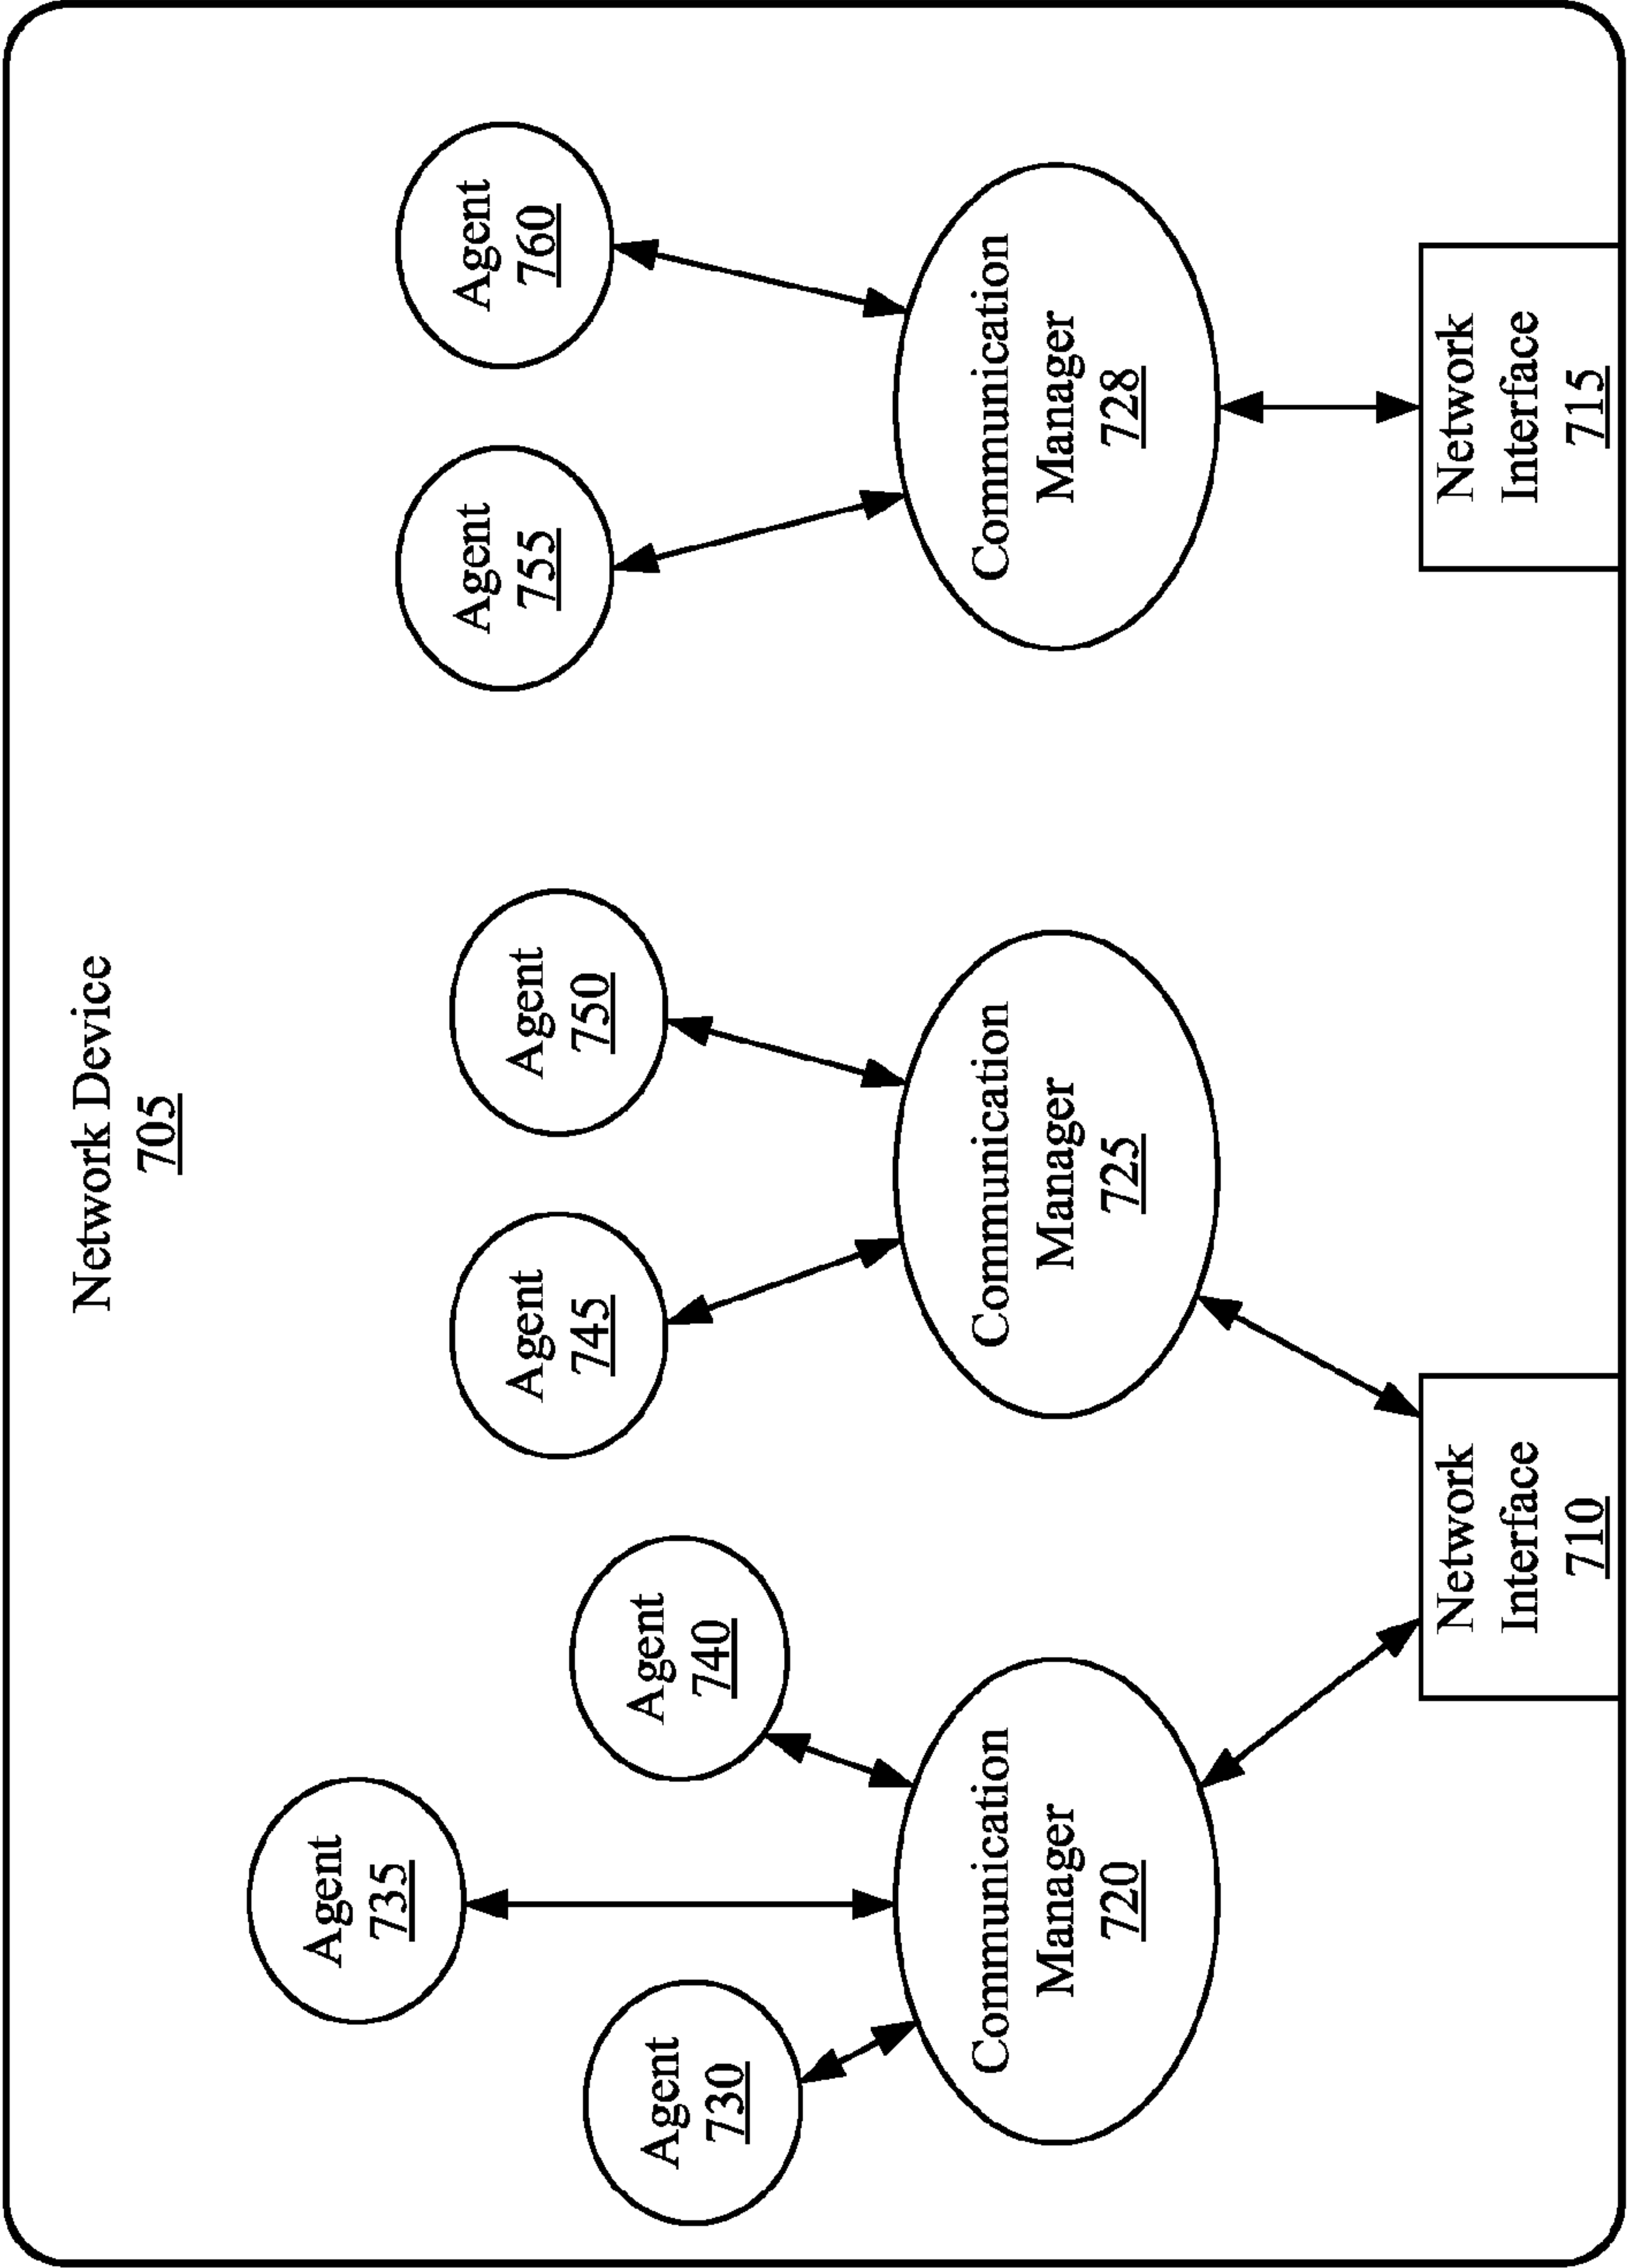 Network Device
705
Agent
735
Agent
730
Agent
740
Agent
745
Agent
750
Agent
755
Agent
760
Communication
Manager
720
Communication
Manager
725
Communication
Manager
728
Network
Interface
710
Network
Interface
715